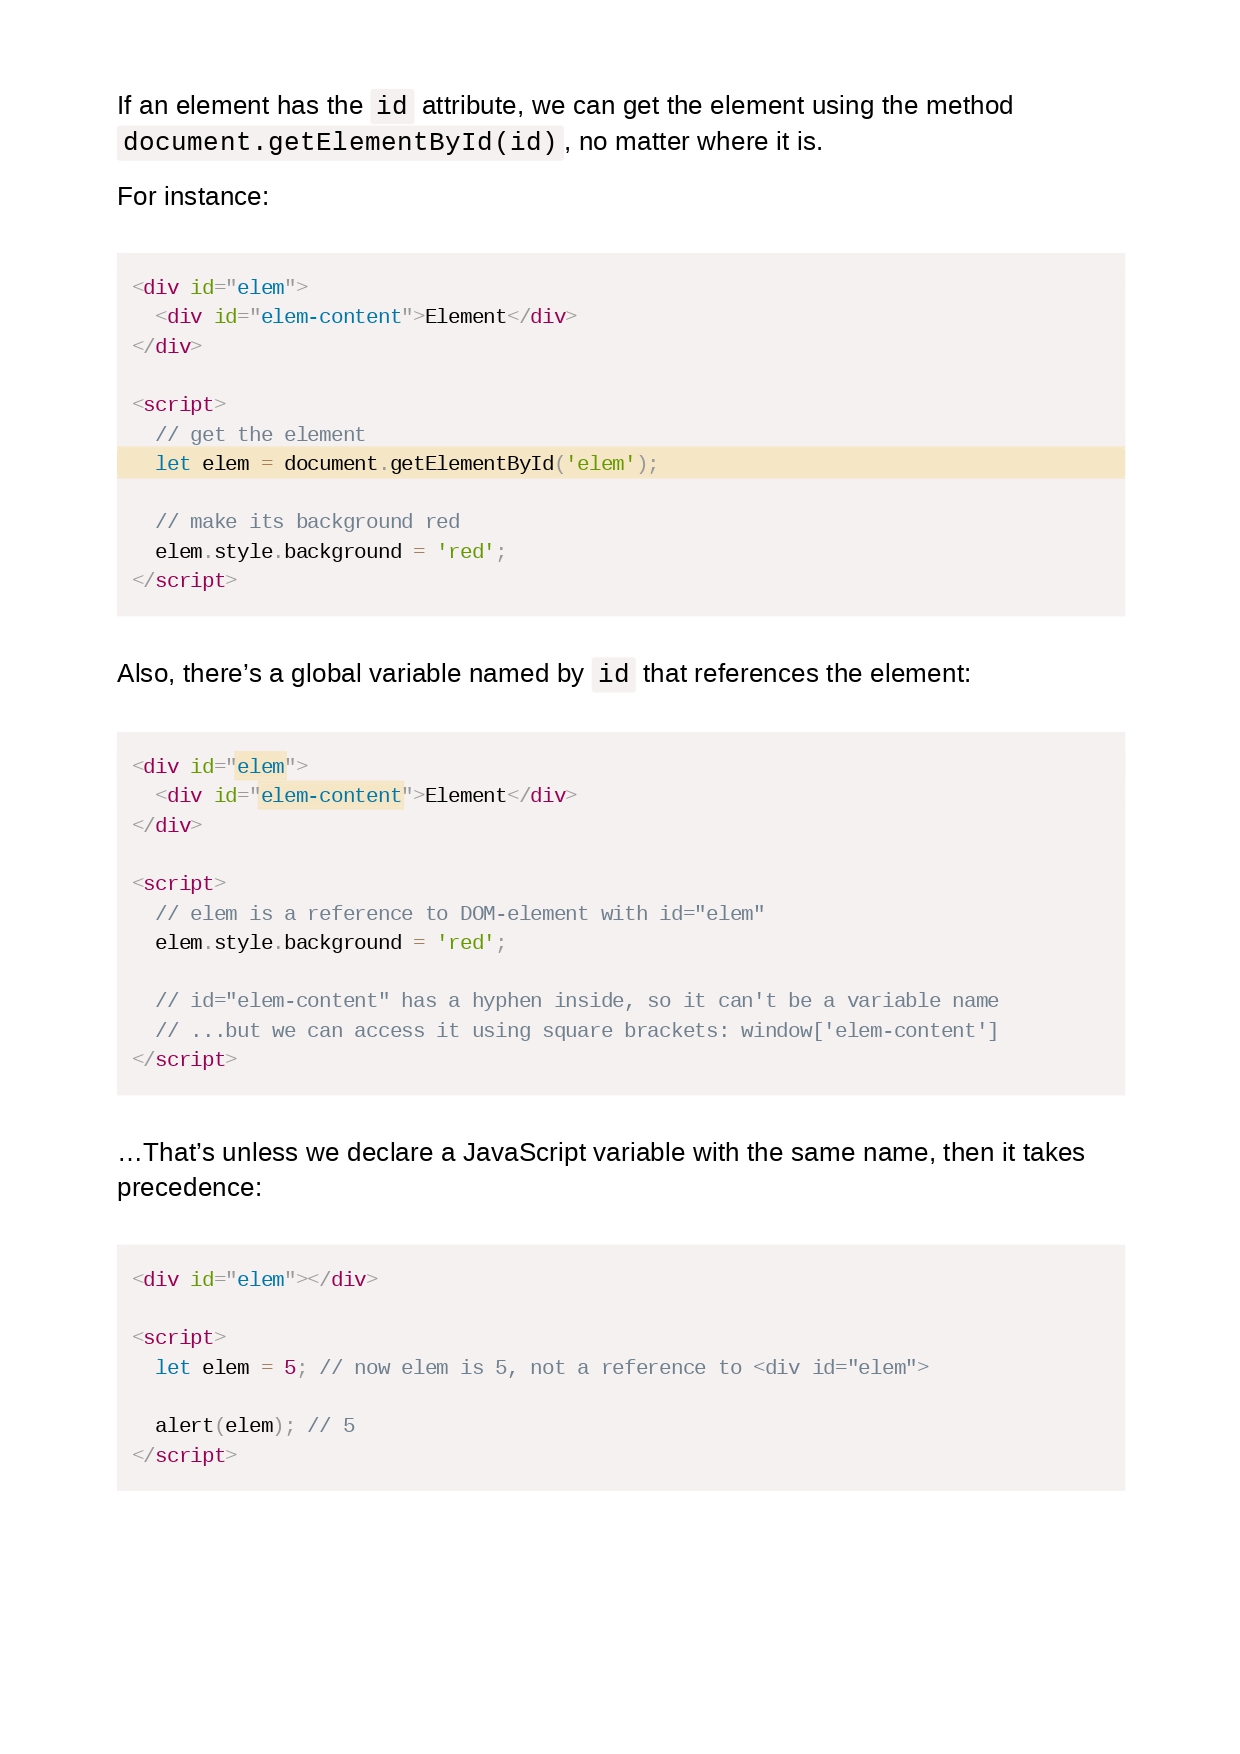 If an element has the id attribute, we can get the element using the method
document.getElementById(id), no matter where it is.
For instance:
<div id="elem">
  <div id="elem-content">Element</div>
</div>
<script>
  // get the element
  let elem = document.getElementById('elem');
  // make its background red
  elem.style.background = 'red';
</script>
Also, there’s a global variable named by id that references the element:
<div id="elem">
  <div id="elem-content">Element</div>
</div>
<script>
  // elem is a reference to DOM-element with id="elem"
  elem.style.background = 'red';
  // id="elem-content" has a hyphen inside, so it can't be a variable name
  // ...but we can access it using square brackets: window['elem-content']
</script>
…That’s unless we declare a JavaScript variable with the same name, then it takes
precedence:
<div id="elem"></div>
<script>
  let elem = 5; // now elem is 5, not a reference to <div id="elem">
  alert(elem); // 5
</script>